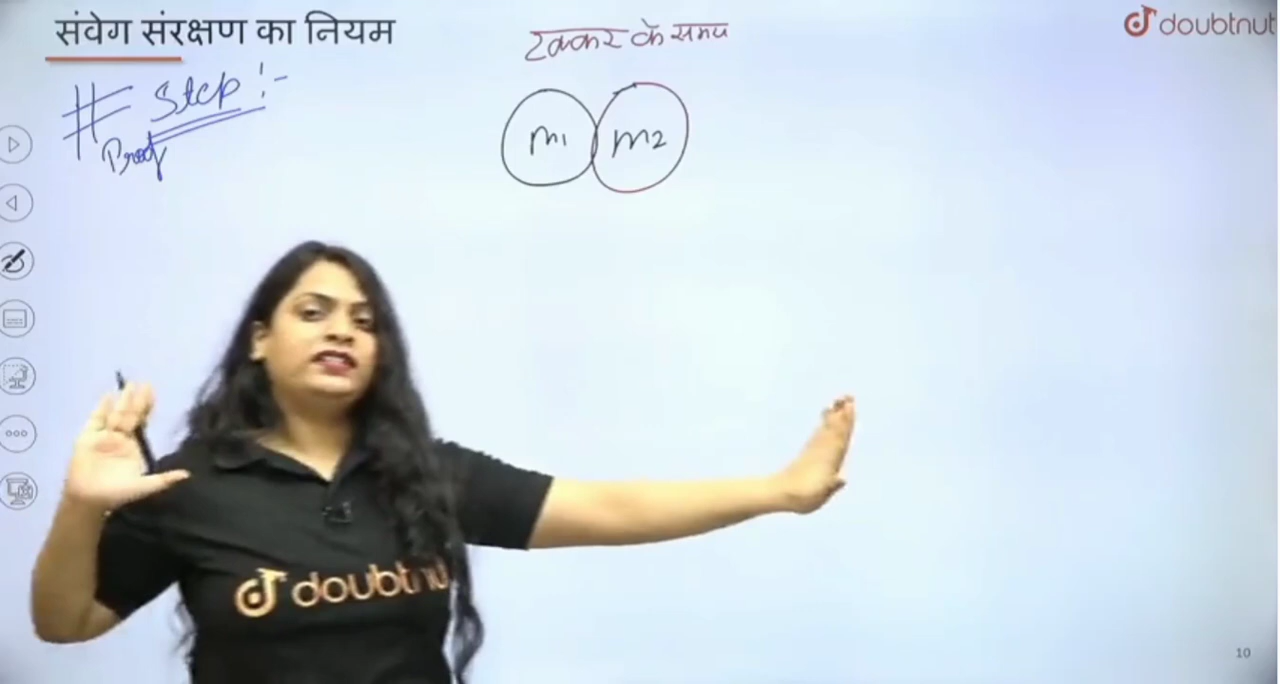 संवेग संरक्षण का नियम
टक्कर के समय
doubtnut
# Step :-
Proof
m1 m2
doubtnut
10